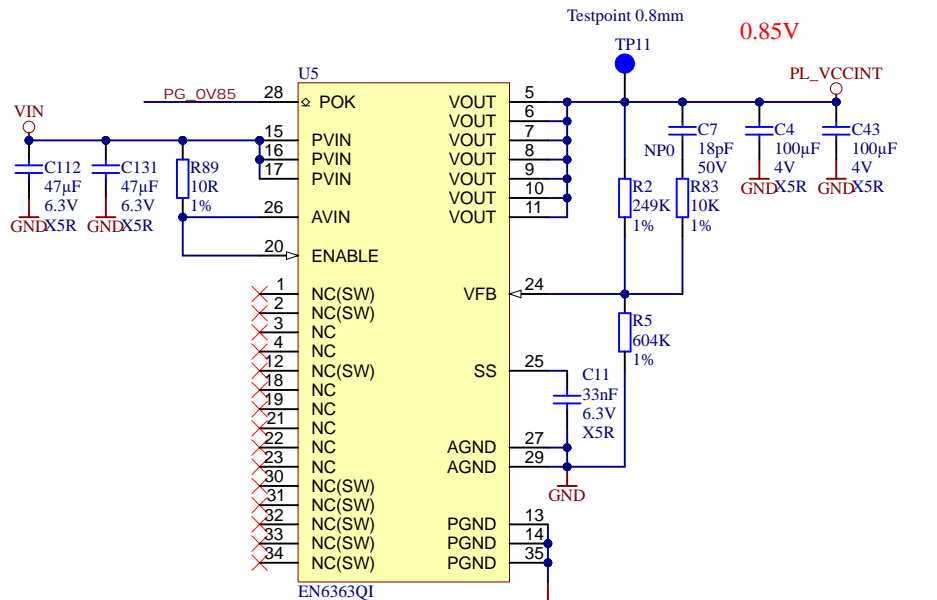 Testpoint 0.8mm
0.85V
TP11
U5
PL_VCCINT
PG_0V85
28
POK
VOUT
5
VOUT
6
VIN
15
PVIN
VOUT
7
16
PVIN
VOUT
8
17
PVIN
VOUT
9
VOUT
10
26
AVIN
VOUT
11
C112
47µF
6.3V
X5R
GND
C131
47µF
6.3V
X5R
GND
R89
10R
1%
C7
18pF
50V
NP0
C4
100µF
4V
X5R
GND
C43
100µF
4V
X5R
GND
R2
249K
1%
R83
10K
1%
20
ENABLE
1
NC(SW)
VFB
24
2
NC(SW)
3
NC
4
NC
R5
604K
1%
12
NC(SW)
SS
25
18
NC
19
NC
C11
33nF
6.3V
X5R
21
NC
22
NC
AGND
27
23
NC
AGND
29
30
NC(SW)
GND
31
NC(SW)
32
NC(SW)
PGND
13
33
NC(SW)
PGND
14
34
NC(SW)
PGND
35
EN6363QI